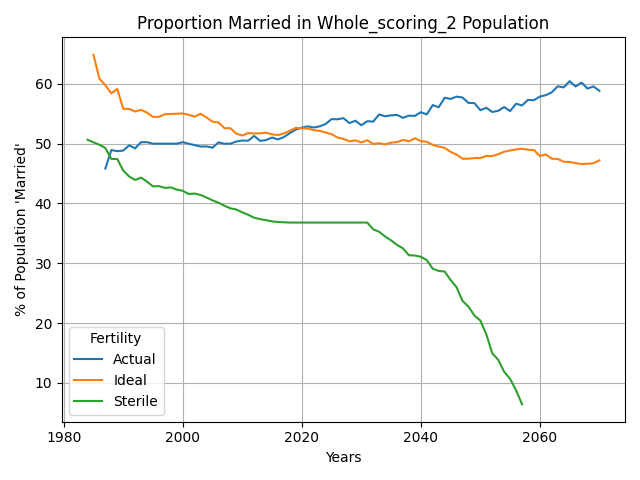 Proportion Married in Whole_scoring_2 Population
% of Population 'Married'
60
50
40
30
20
10
Fertility
Actual
Ideal
Sterile
1980
2000
2020
2040
2060
Years